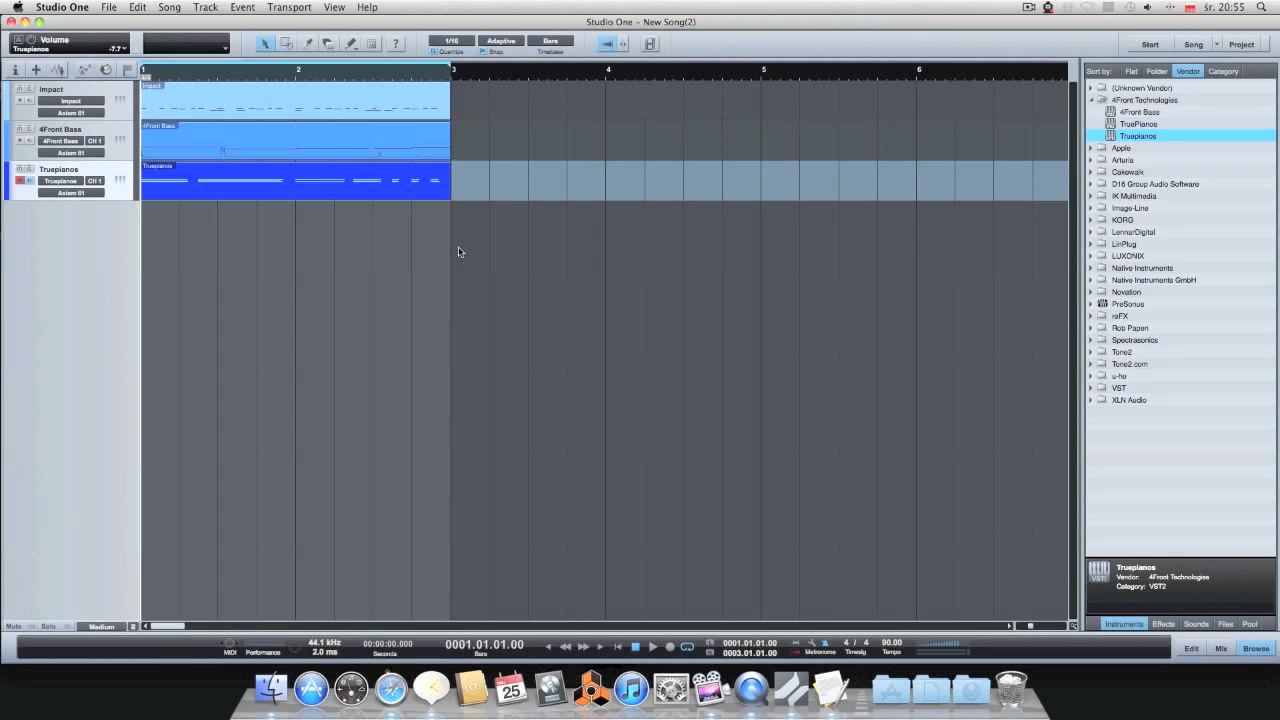 Studio One File Edit Song Track Event Transport View Help śr. 20:55
Studio One – New Song(2)
A Volume
Truepianos -7.7
1/16 Adaptive Bars
Quantize Snap Timebase
? Start Song Project
1 2 3 4 5 6
4/4
Sort by: Flat Folder Vendor Category
M S Impact
Impact
Axiom 61
M S 4Front Bass
4Front Bass CH 1
Axiom 61
M S Truepianos
Truepianos CH 1
Axiom 61
Impact
4Front Bass
Truepianos
(Unknown Vendor)
4Front Technologies
4Front Bass
TruePianos
Truepianos
Apple
Arturia
Cakewalk
D16 Group Audio Software
IK Multimedia
Image-Line
KORG
LennarDigital
LinPlug
LUXONIX
Native Instruments
Native Instruments GmbH
Novation
PreSonus
reFX
Rob Papen
Spectrasonics
Tone2
Tone2.com
u-he
VST
XLN Audio
Truepianos
Vendor: 4Front Technologies
Category: VST2
VSTi
Mute Solo Medium
Instruments Effects Sounds Files Pool
MIDI Performance
44.1 kHz
2.0 ms
00:00:00.000
Seconds
0001.01.01.00
Bars
L 0001.01.01.00
R 0003.01.01.00
Metronome
4 / 4
Timesig
90.00
Tempo
Edit Mix Browse
25